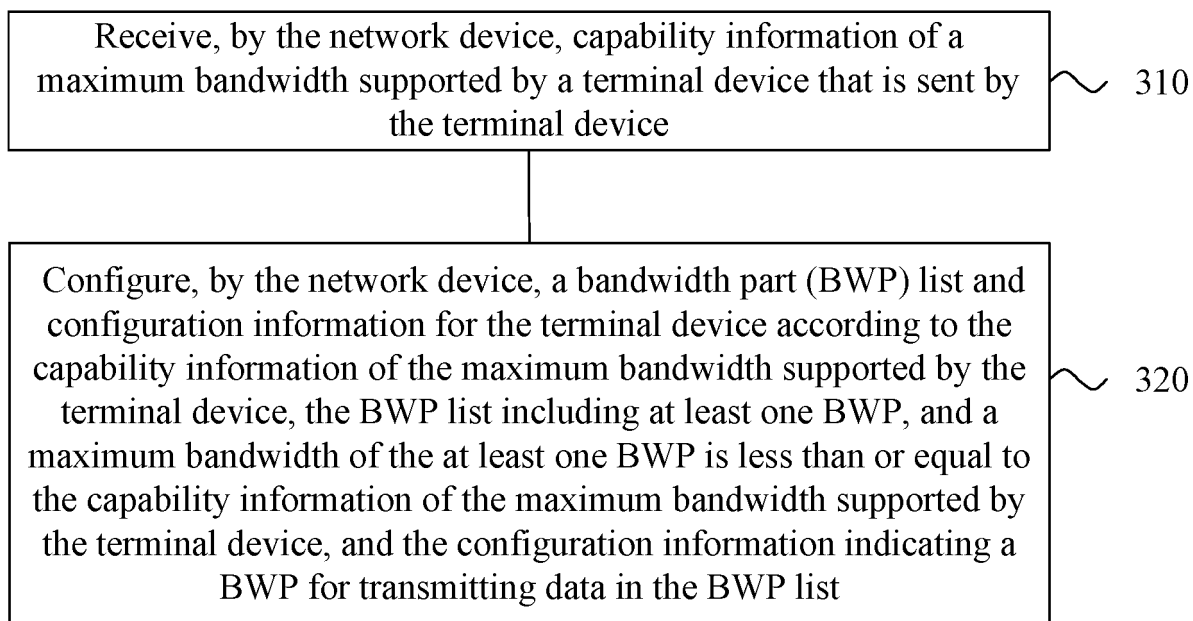 Receive, by the network device, capability information of a
maximum bandwidth supported by a terminal device that is sent by
the terminal device
310
Configure, by the network device, a bandwidth part (BWP) list and
configuration information for the terminal device according to the
capability information of the maximum bandwidth supported by the
terminal device, the BWP list including at least one BWP, and a
maximum bandwidth of the at least one BWP is less than or equal to
the capability information of the maximum bandwidth supported by
the terminal device, and the configuration information indicating a
BWP for transmitting data in the BWP list
320